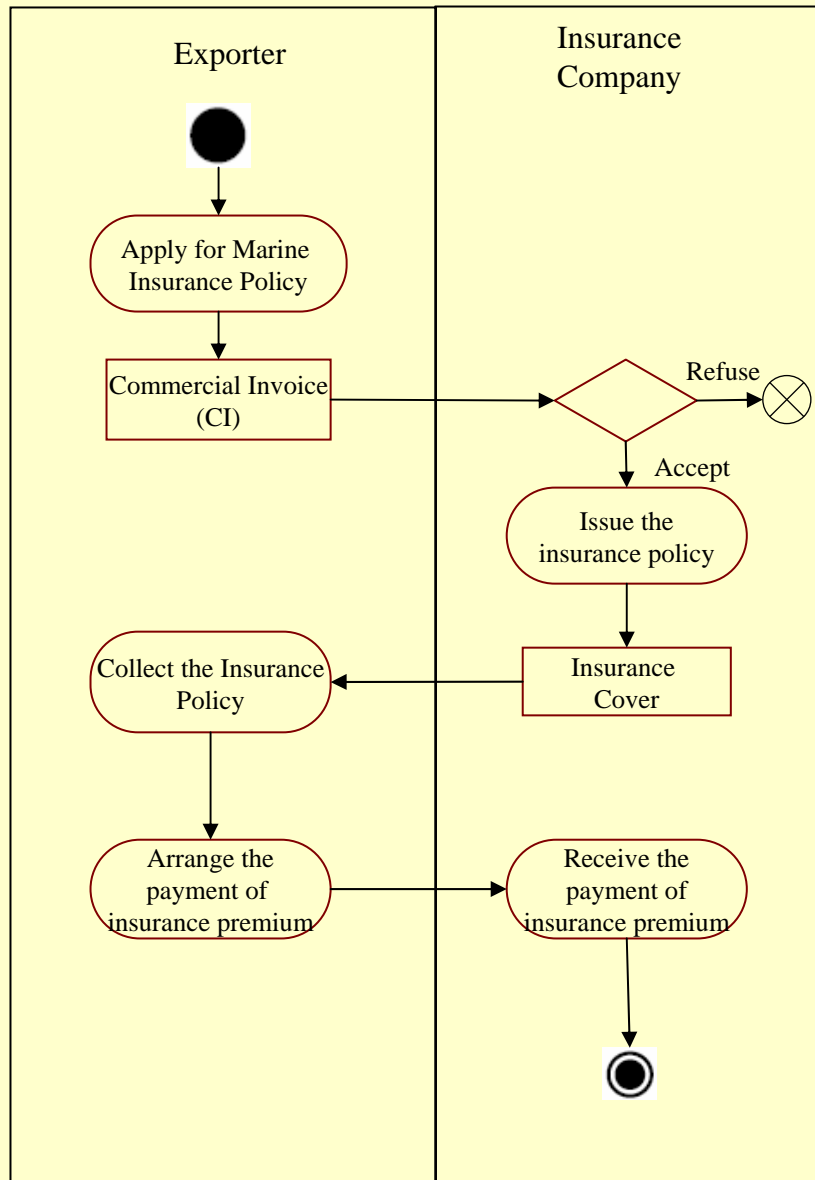 Exporter
Insurance
Company
Apply for Marine
Insurance Policy
Commercial Invoice
(CI)
Refuse
Accept
Issue the
insurance policy
Collect the Insurance
Policy
Insurance
Cover
Arrange the
payment of
insurance premium
Receive the
payment of
insurance premium